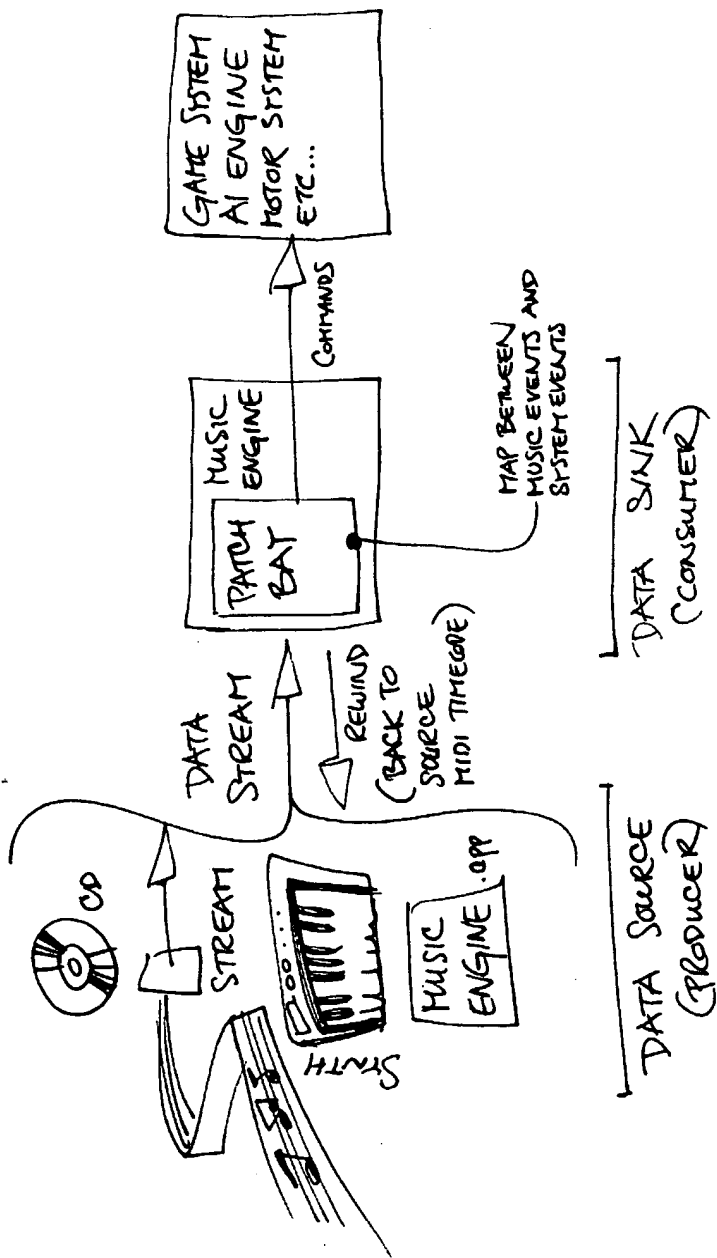 CD
STREAM
SYNTH
MUSIC
ENGINE .app
DATA SOURCE
(PRODUCER)
DATA
STREAM
REWIND
(BACK TO
SOURCE
MIDI TIMECODE)
MUSIC
ENGINE
PATCH
BAY
MAP BETWEEN
MUSIC EVENTS AND
SYSTEM EVENTS
DATA SINK
(CONSUMER)
COMMANDS
GAME SYSTEM
AI ENGINE
MOTOR SYSTEM
ETC...